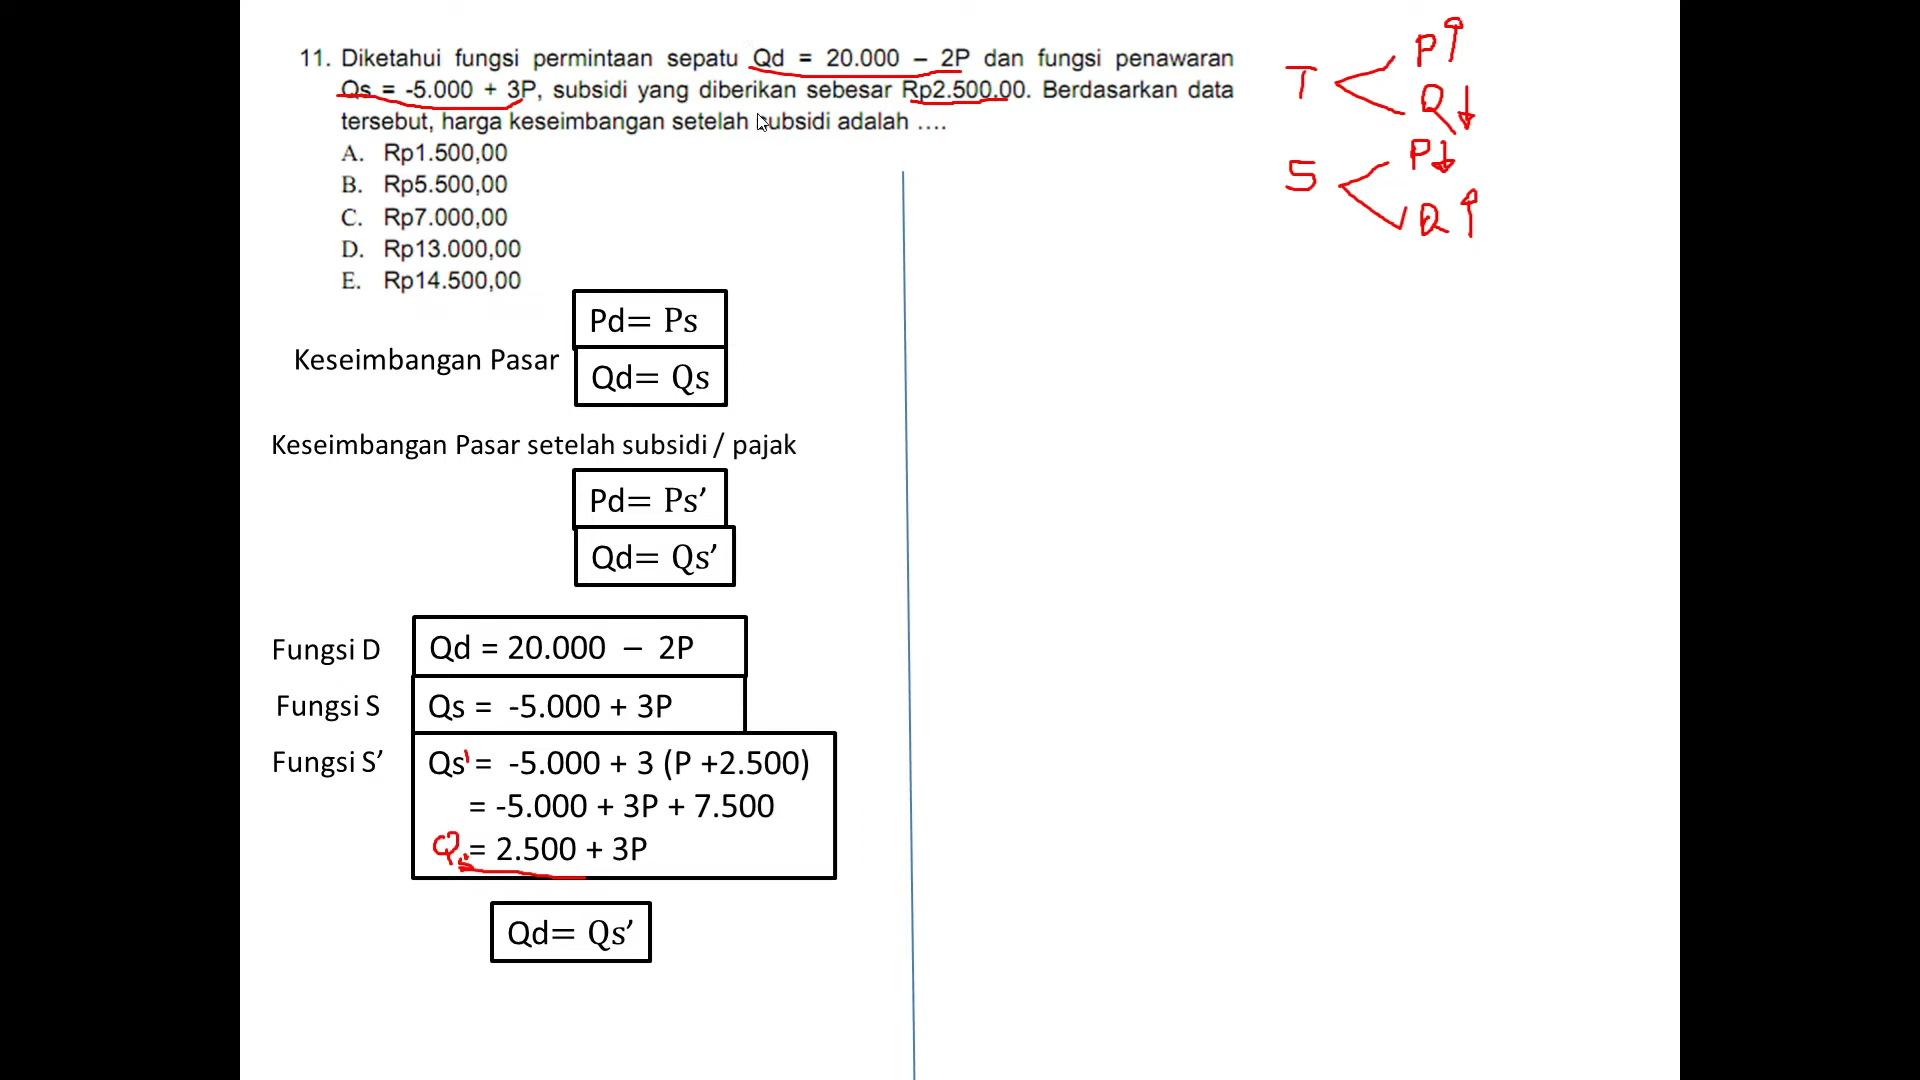 11. Diketahui fungsi permintaan sepatu Qd = 20.000 – 2P dan fungsi penawaran
Qs = -5.000 + 3P, subsidi yang diberikan sebesar Rp2.500,00. Berdasarkan data
tersebut, harga keseimbangan setelah subsidi adalah ....
A. Rp1.500,00
B. Rp5.500,00
C. Rp7.000,00
D. Rp13.000,00
E. Rp14.500,00
Pd= Ps
Keseimbangan Pasar
Qd= Qs
Keseimbangan Pasar setelah subsidi / pajak
Pd= Ps’
Qd= Qs’
Fungsi D Qd = 20.000 – 2P
Fungsi S Qs = -5.000 + 3P
Fungsi S’ Qs' = -5.000 + 3 (P +2.500)
= -5.000 + 3P + 7.500
Qs' = 2.500 + 3P
Qd= Qs’
T P↑
Q↓
S P↓
Q↑